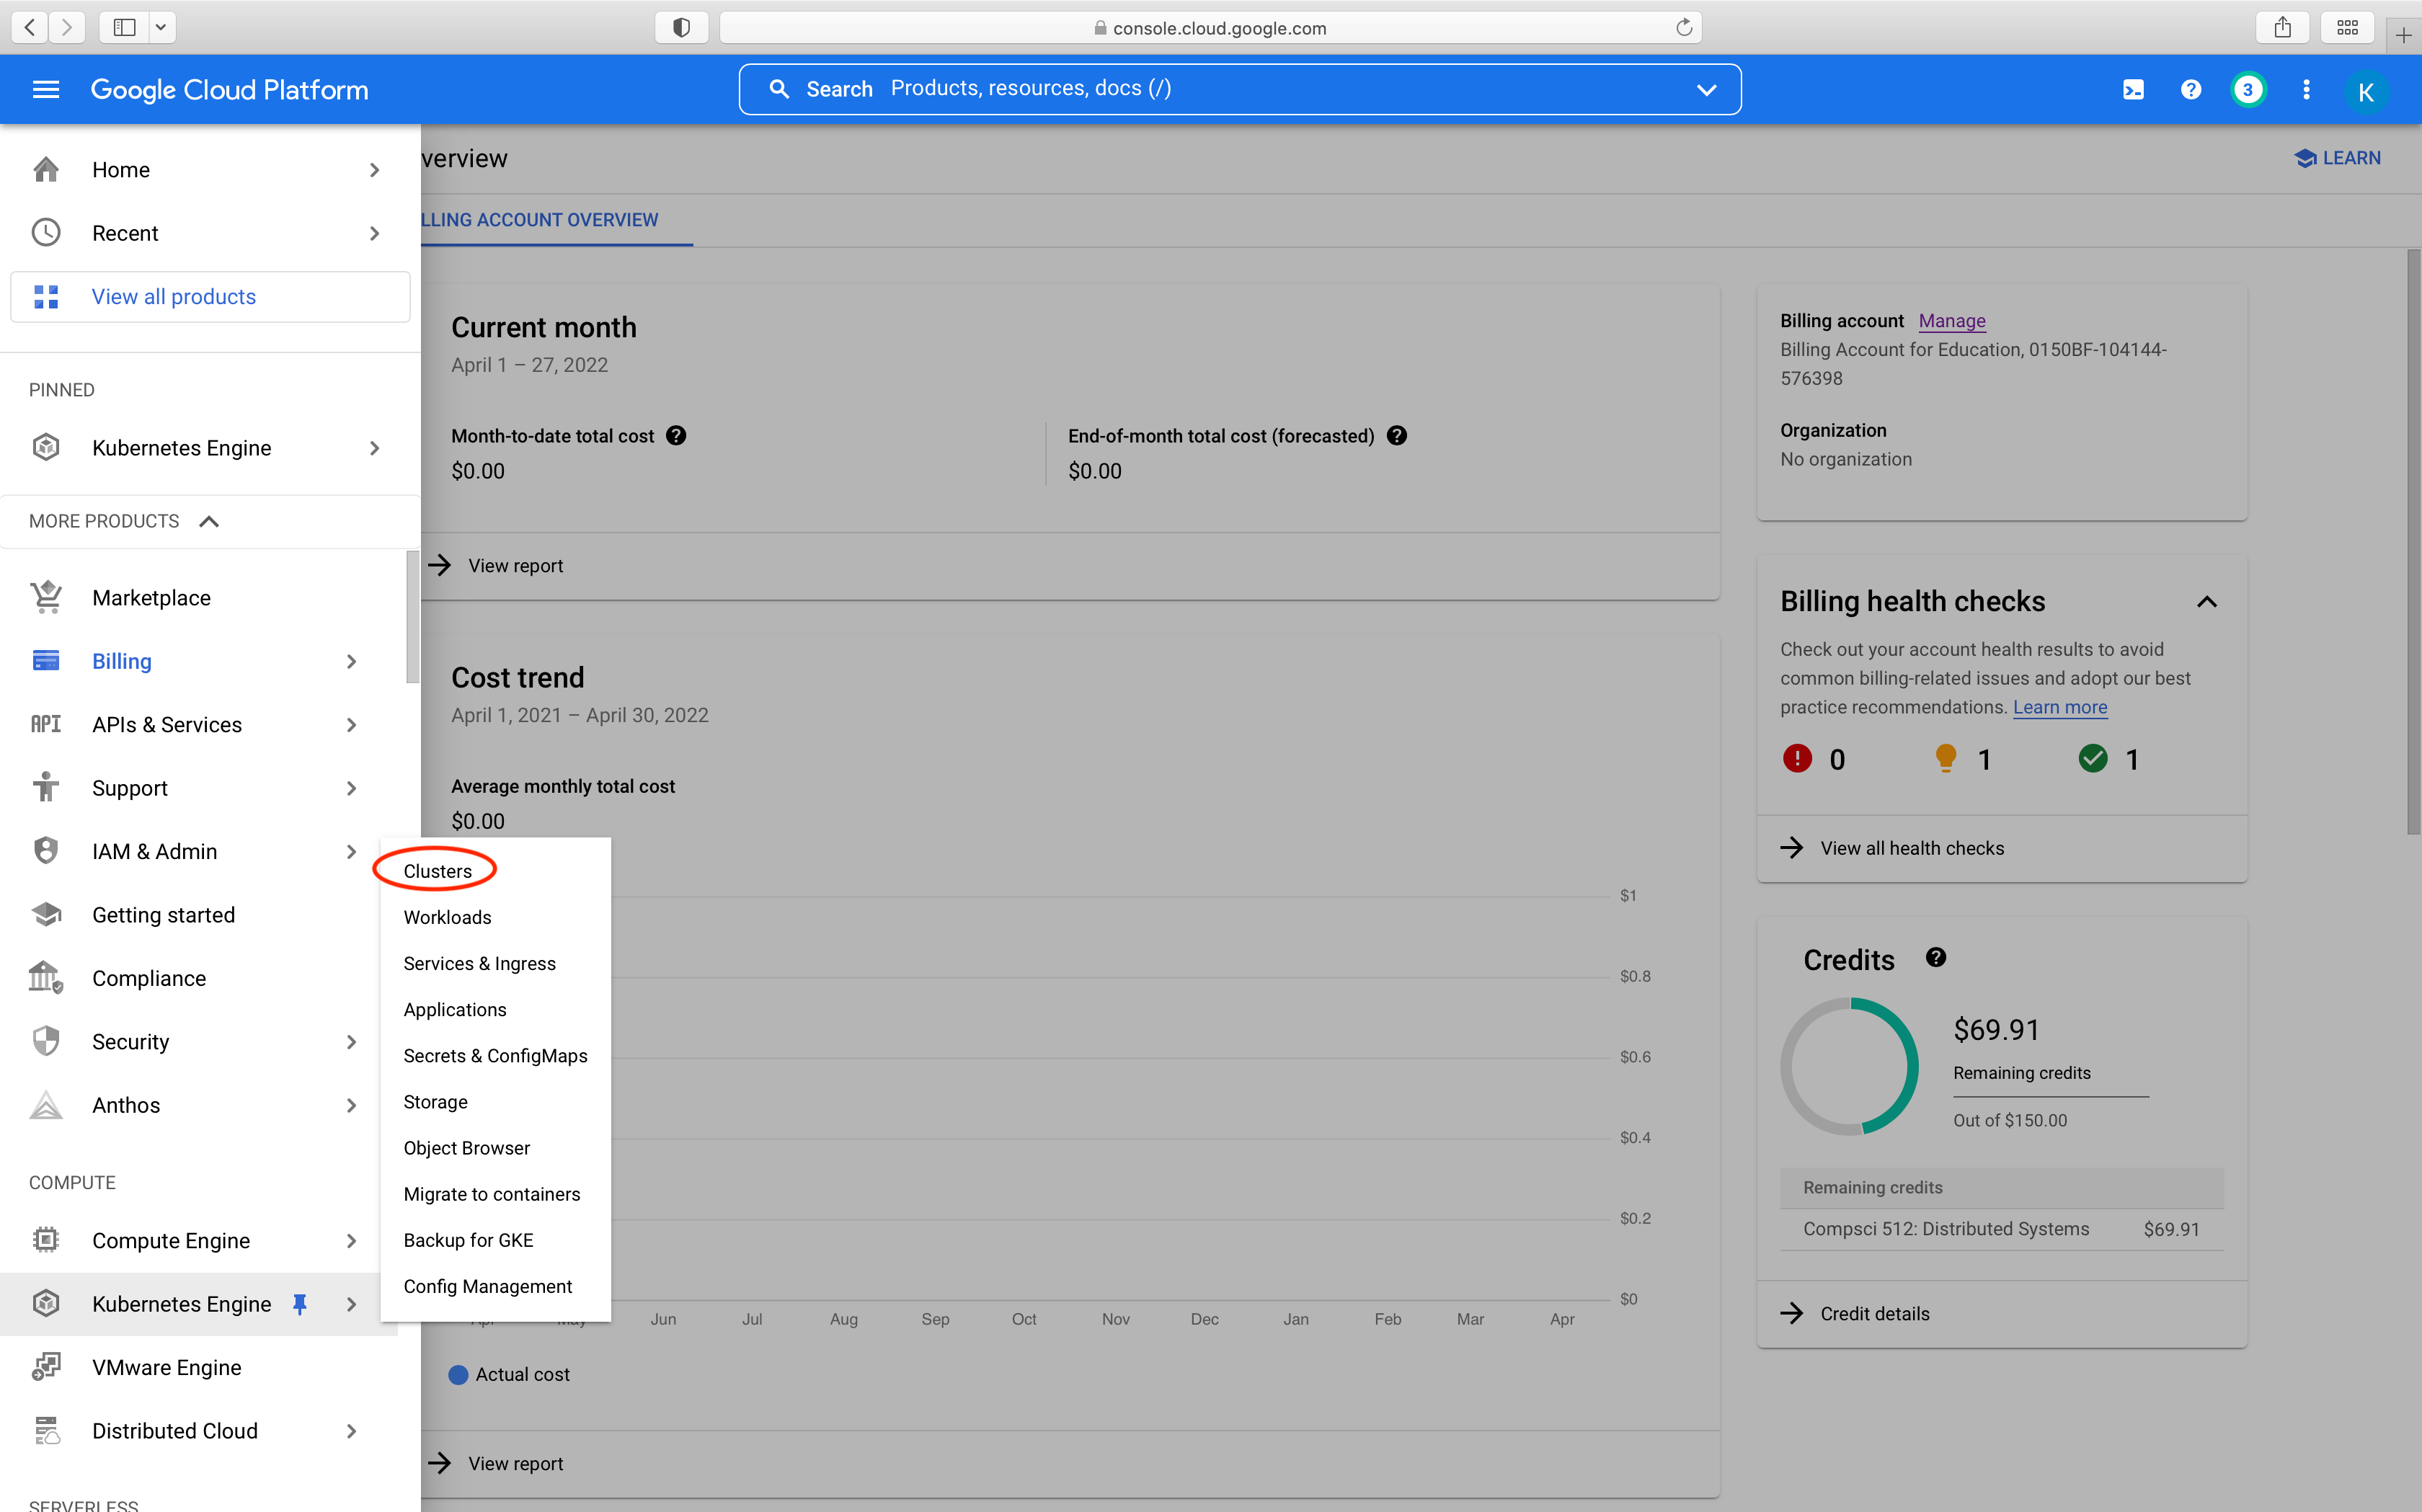 console.cloud.google.com
Google Cloud Platform
Search Products, resources, docs (/)
3
K
Home
Recent
View all products
PINNED
Kubernetes Engine
MORE PRODUCTS
Marketplace
Billing
API APIs & Services
Support
IAM & Admin
Getting started
Compliance
Security
Anthos
COMPUTE
Compute Engine
Kubernetes Engine
VMware Engine
Distributed Cloud
SERVERLESS
Clusters
Workloads
Services & Ingress
Applications
Secrets & ConfigMaps
Storage
Object Browser
Migrate to containers
Backup for GKE
Config Management
verview
LEARN
LLING ACCOUNT OVERVIEW
Current month
April 1 – 27, 2022
Month-to-date total cost
$0.00
End-of-month total cost (forecasted)
$0.00
View report
Cost trend
April 1, 2021 – April 30, 2022
Average monthly total cost
$0.00
$1
$0.8
$0.6
$0.4
$0.2
$0
Apr May Jun Jul Aug Sep Oct Nov Dec Jan Feb Mar Apr
Actual cost
View report
Billing account Manage
Billing Account for Education, 0150BF-104144-
576398
Organization
No organization
Billing health checks
Check out your account health results to avoid
common billing-related issues and adopt our best
practice recommendations. Learn more
0 1 1
View all health checks
Credits
$69.91
Remaining credits
Out of $150.00
Remaining credits
Compsci 512: Distributed Systems $69.91
Credit details